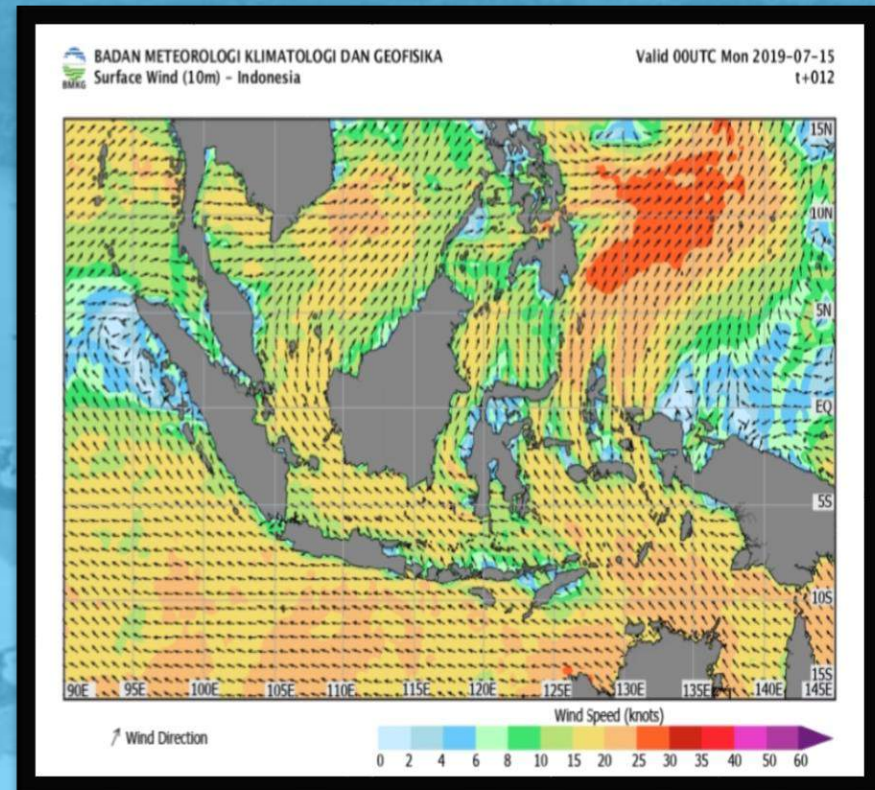 BADAN METEOROLOGI KLIMATOLOGI DAN GEOFISIKA
Surface Wind (10m) - Indonesia
BMKG
Valid 00UTC Mon 2019-07-15
t+012
15N
10N
5N
EQ
5S
10S
15S
90E 95E 100E 105E 110E 115E 120E 125E 130E 135E 140E 145E
Wind Direction
Wind Speed (knots)
0 2 4 6 8 10 15 20 25 30 35 40 50 60